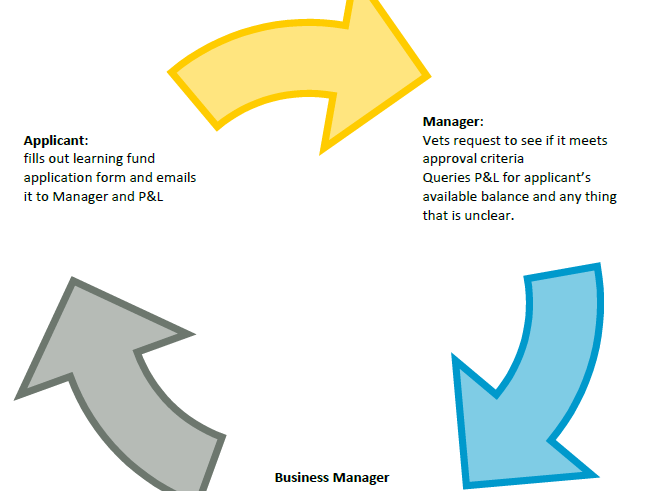 Applicant:
fills out learning fund
application form and emails
it to Manager and P&L
Manager:
Vets request to see if it meets
approval criteria
Queries P&L for applicant’s
available balance and any thing
that is unclear.
Business Manager